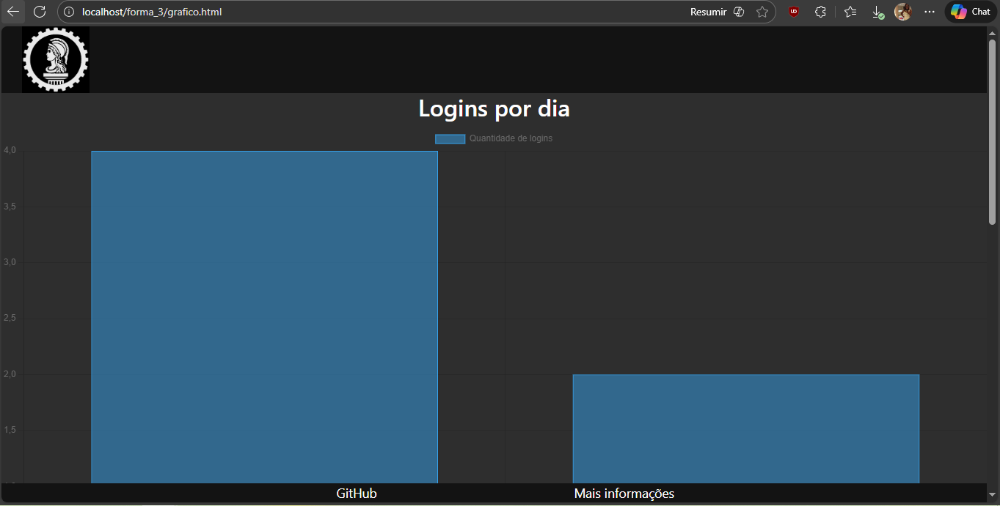 localhost/forma_3/grafico.html
Resumir
UD
Chat
Logins por dia
Quantidade de logins
4,0
3,5
3,0
2,5
2,0
1,5
GitHub
Mais informações